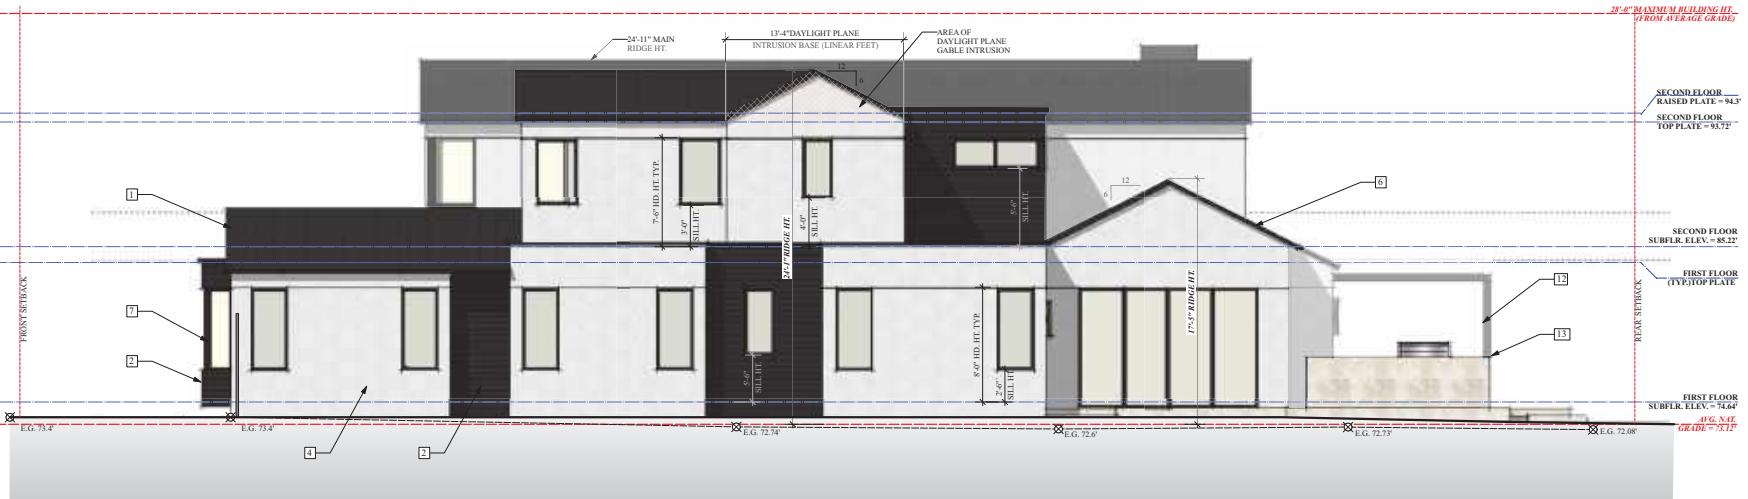 28'-0" MAXIMUM BUILDING HT.
(FROM AVERAGE GRADE)
24'-11" MAIN
RIDGE HT.
13'-4"DAYLIGHT PLANE
INTRUSION BASE (LINEAR FEET)
AREA OF
DAYLIGHT PLANE
GABLE INTRUSION
12
6
SECOND FLOOR
RAISED PLATE = 94.3'
SECOND FLOOR
TOP PLATE = 93.72'
1
7'-6" HD. HT. TYP.
3'-0"
SILL HT.
4'-0"
SILL HT.
24'-1" RIDGE HT.
5'-6"
SILL HT.
12
6
6
SECOND FLOOR
SUBFLR. ELEV. = 85.22'
FIRST FLOOR
(TYP.)TOP PLATE
FRONT SETBACK
REAR SETBACK
17'-5" RIDGE HT.
12
7
13
2
8'-0" HD. HT. TYP.
5'-6"
SILL HT.
2'-6"
SILL HT.
FIRST FLOOR
SUBFLR. ELEV. = 74.64'
AVG. NAT.
GRADE = 73.12'
E.G. 73.4'
E.G. 73.4'
E.G. 72.74'
E.G. 72.6'
E.G. 72.73'
E.G. 72.08'
4
2